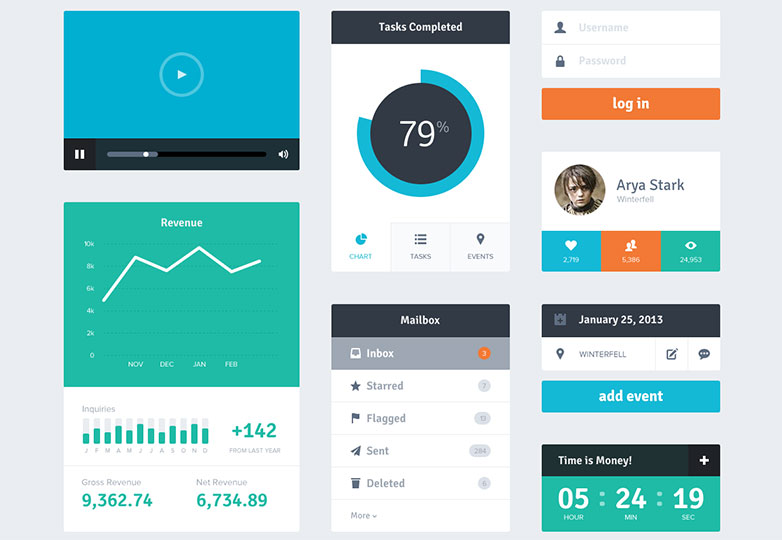 Revenue
10k
8k
6k
4k
2k
0
NOV DEC JAN FEB
Inquiries
J F M A M J J A S O N D
+142
FROM LAST YEAR
Gross Revenue
9,362.74
Net Revenue
6,734.89
Tasks Completed
79%
CHART TASKS EVENTS
Mailbox
Inbox 3
Starred 7
Flagged 51
Sent 284
Deleted 6
More
Username
Password
log in
Arya Stark
Winterfell
2,719 5,386 24,953
January 25, 2013
WINTERFELL
add event
Time is Money!
05 : 24 : 19
HOUR MIN SEC